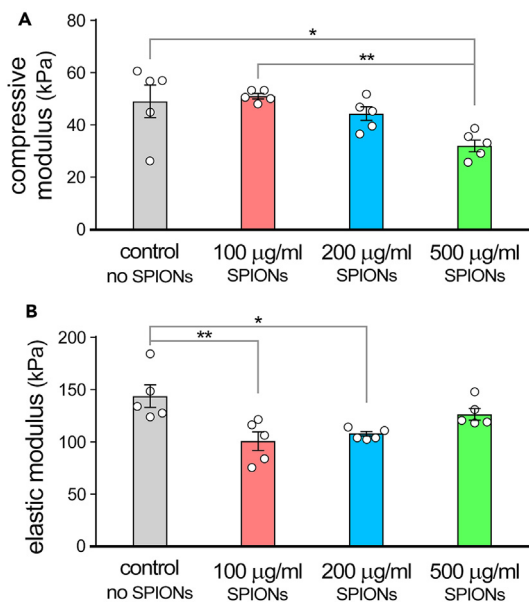 A
compressive
modulus (kPa)
80
60
40
20
0
*
**
control
no SPIONs
100 µg/ml
SPIONs
200 µg/ml
SPIONs
500 µg/ml
SPIONs
B
elastic modulus (kPa)
200
150
100
50
0
*
**
control
no SPIONs
100 µg/ml
SPIONs
200 µg/ml
SPIONs
500 µg/ml
SPIONs